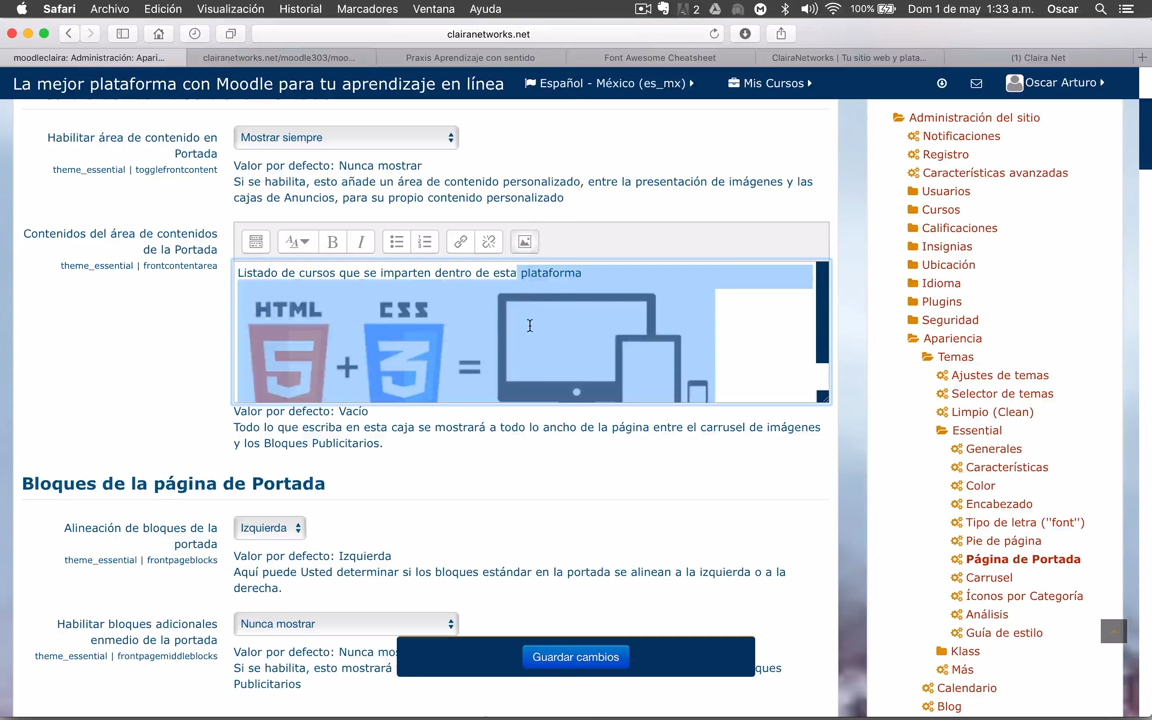 Safari Archivo Edición Visualización Historial Marcadores Ventana Ayuda 2 100% Dom 1 de may 1:33 a.m. Oscar
clairanetworks.net
moodleclaira: Administración: Apari... clairanetworks.net/moodle303/moo... Praxis Aprendizaje con sentido Font Awesome Cheatsheet ClairaNetworks | Tu sitio web y plata... (1) Claira Net
La mejor plataforma con Moodle para tu aprendizaje en línea Español - México (es_mx) Mis Cursos Oscar Arturo
Habilitar área de contenido en
Portada
theme_essential | togglefrontcontent
Mostrar siempre
Valor por defecto: Nunca mostrar
Si se habilita, esto añade un área de contenido personalizado, entre la presentación de imágenes y las
cajas de Anuncios, para su propio contenido personalizado
Contenidos del área de contenidos
de la Portada
theme_essential | frontcontentarea
AA B I
Listado de cursos que se imparten dentro de esta plataforma
HTML CSS
5 + 3 =
Valor por defecto: Vacío
Todo lo que escriba en esta caja se mostrará a todo lo ancho de la página entre el carrusel de imágenes
y los Bloques Publicitarios.
Bloques de la página de Portada
Alineación de bloques de la
portada
theme_essential | frontpageblocks
Izquierda
Valor por defecto: Izquierda
Aquí puede Usted determinar si los bloques estándar en la portada se alinean a la izquierda o a la
derecha.
Habilitar bloques adicionales
enmedio de la portada
theme_essential | frontpagemiddleblocks
Nunca mostrar
Valor por defecto: Nunca mos
Si se habilita, esto mostrará
Publicitarios
Guardar cambios
Administración del sitio
Notificaciones
Registro
Características avanzadas
Usuarios
Cursos
Calificaciones
Insignias
Ubicación
Idioma
Plugins
Seguridad
Apariencia
Temas
Ajustes de temas
Selector de temas
Limpio (Clean)
Essential
Generales
Características
Color
Encabezado
Tipo de letra ("font")
Pie de página
Página de Portada
Carrusel
Íconos por Categoría
Análisis
Guía de estilo
Klass
Más
Calendario
Blog